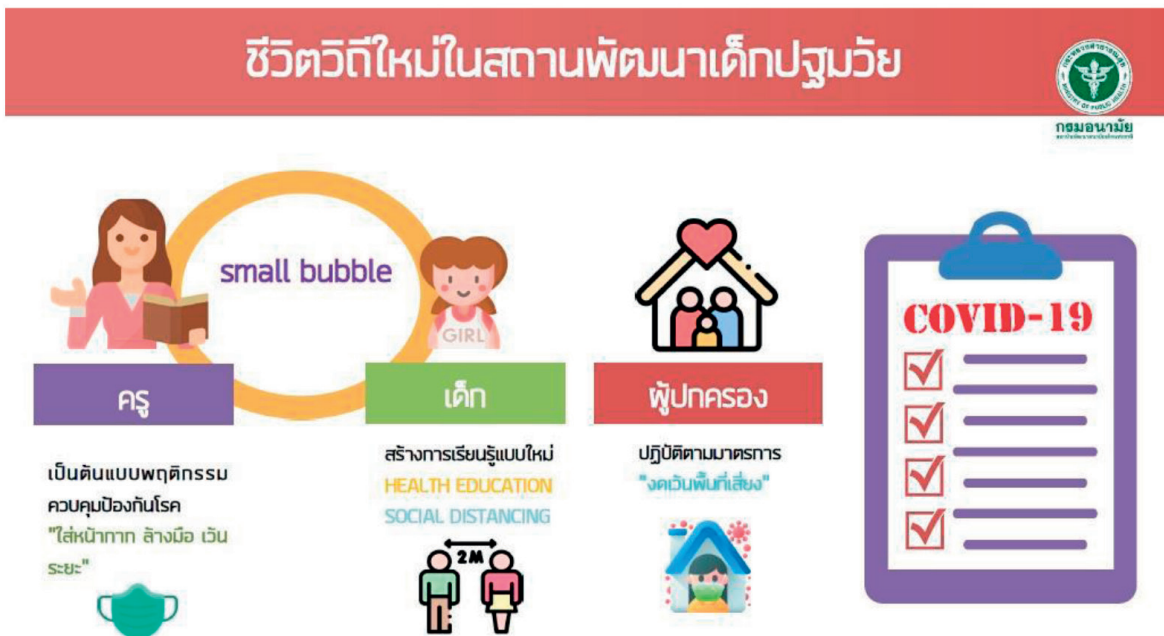 ชีวิตวิถีใหม่ในสถานพัฒนาเด็กปฐมวัย
MINISTRY OF PUBLIC HEALTH
กรมอนามัย
small bubble
GIRL
ครู
เป็นต้นแบบพฤติกรรม
ควบคุมป้องกันโรค
"ใส่หน้ากาก ล้างมือ เว้น
ระยะ"
เด็ก
สร้างการเรียนรู้แบบใหม่
HEALTH EDUCATION
SOCIAL DISTANCING
2M
ผู้ปกครอง
ปฏิบัติตามมาตรการ
"งดเว้นพื้นที่เสี่ยง"
COVID-19